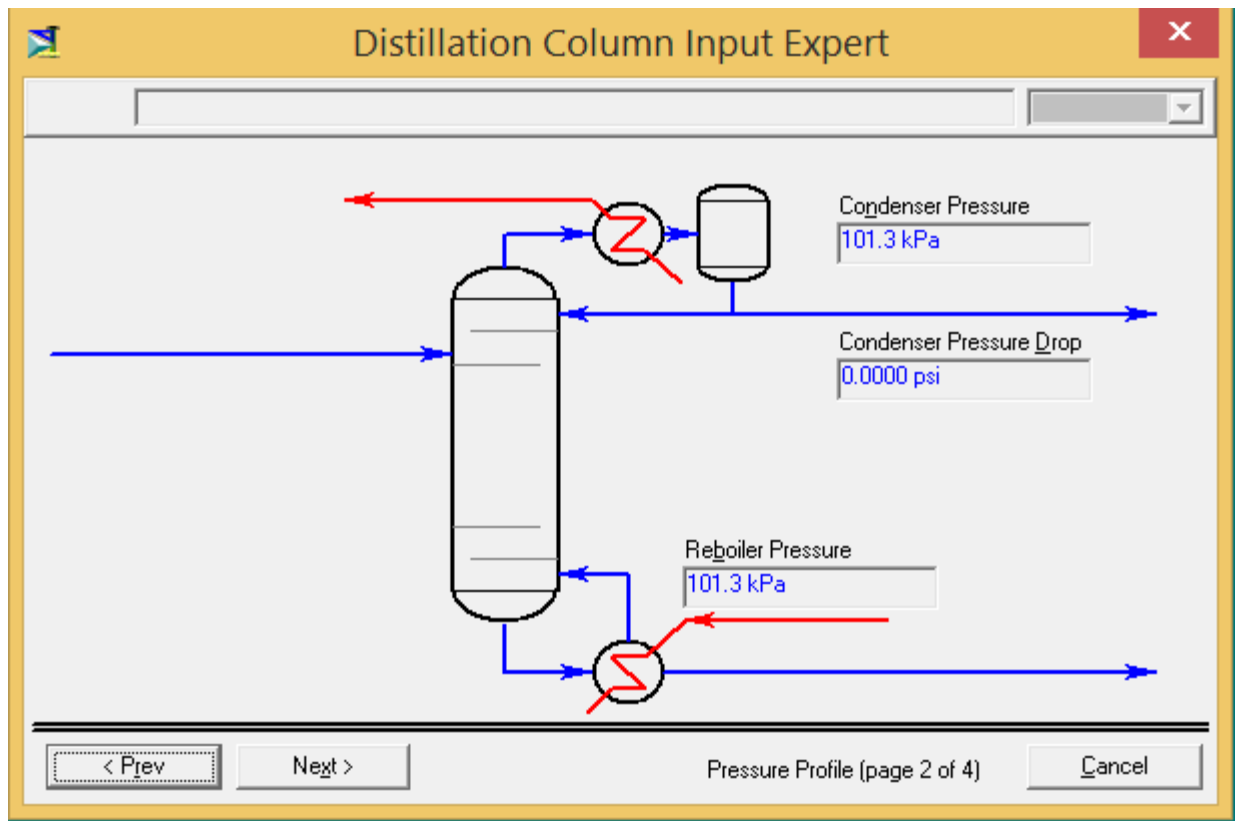 Distillation Column Input Expert
Condenser Pressure
101.3 kPa
Condenser Pressure Drop
0.0000 psi
Reboiler Pressure
101.3 kPa
< Prev
Next >
Pressure Profile (page 2 of 4)
Cancel